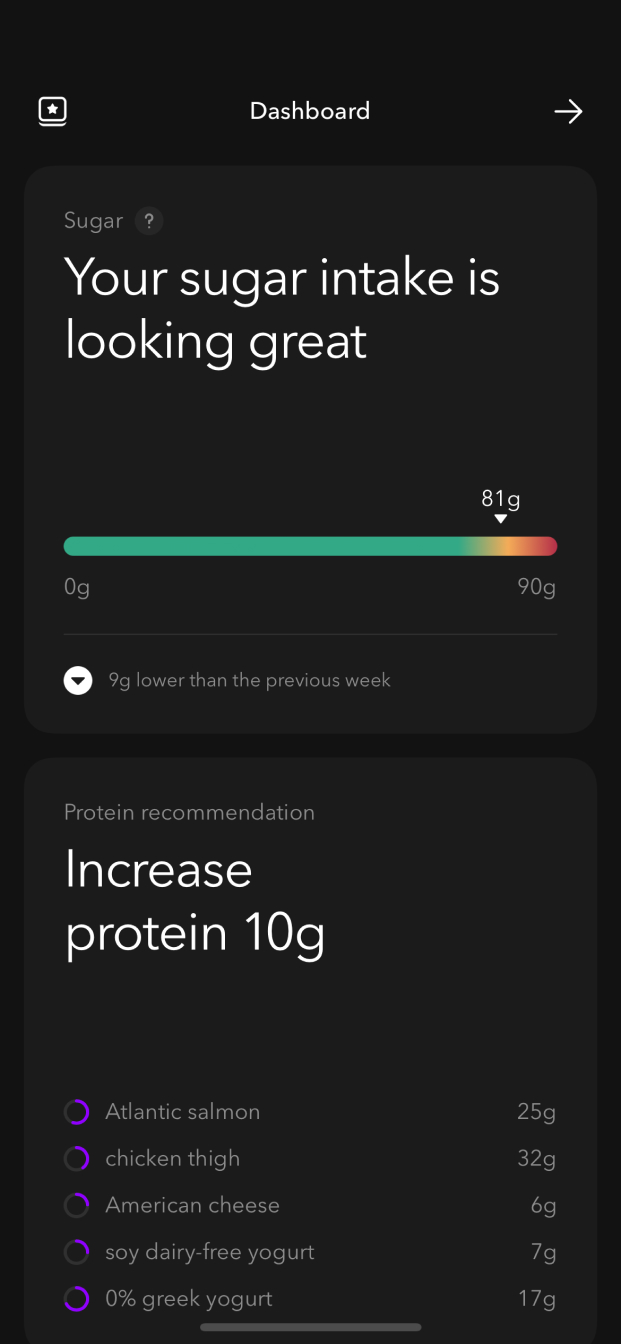 Dashboard
Sugar ?
Your sugar intake is
looking great
81g
0g 90g
9g lower than the previous week
Protein recommendation
Increase
protein 10g
Atlantic salmon 25g
chicken thigh 32g
American cheese 6g
soy dairy-free yogurt 7g
0% greek yogurt 17g